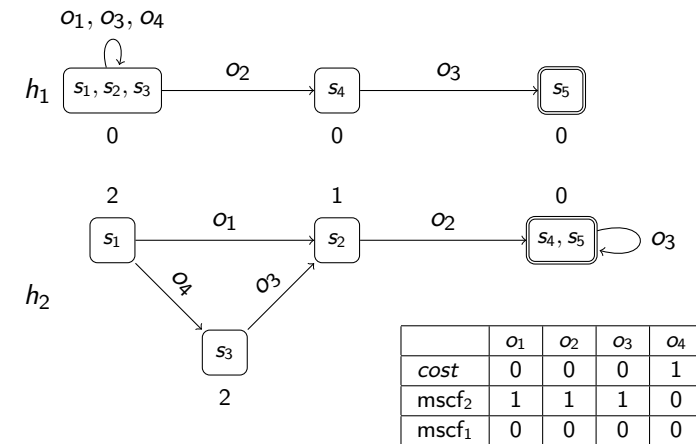 o₁, o₃, o₄
h₁
s₁, s₂, s₃
o₂
s₄
o₃
s₅
0
0
0
2
1
0
s₁
o₁
s₂
o₂
s₄, s₅
o₃
o₄
o₃
h₂
s₃
2
o₁ o₂ o₃ o₄
cost 0 0 0 1
mscf₂ 1 1 1 0
mscf₁ 0 0 0 0